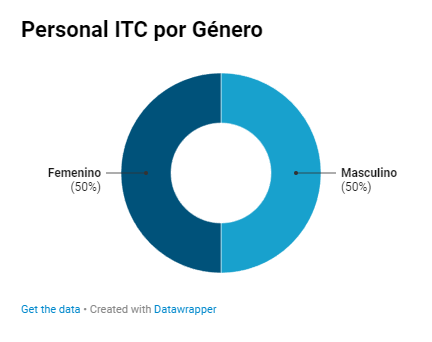 Personal ITC por Género
Femenino
(50%)
Masculino
(50%)
Get the data • Created with Datawrapper